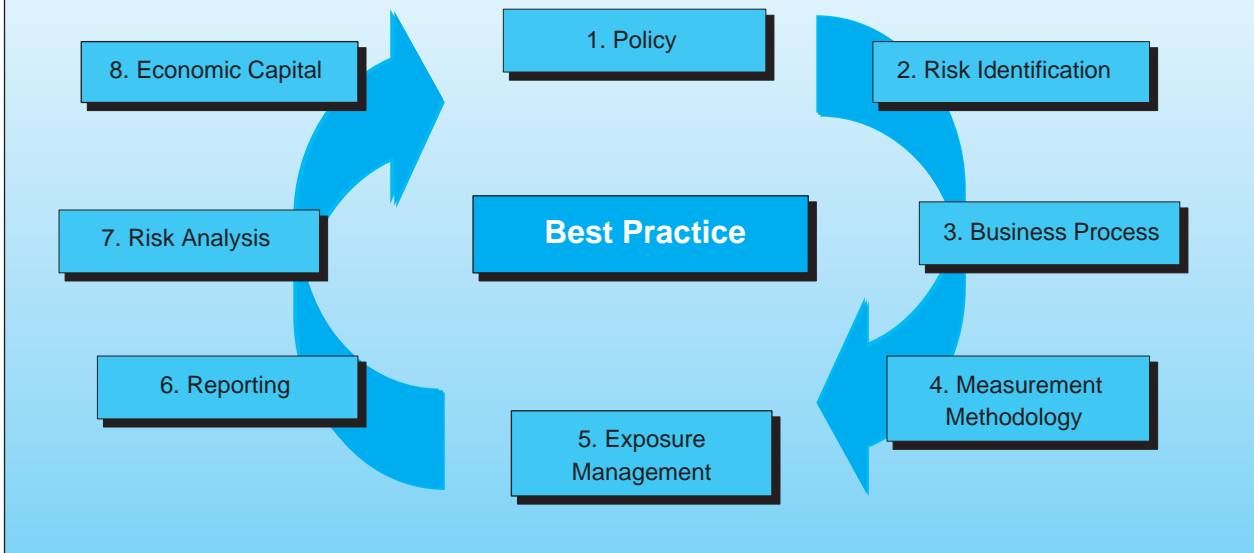 1. Policy
2. Risk Identification
3. Business Process
4. Measurement
Methodology
5. Exposure
Management
6. Reporting
7. Risk Analysis
8. Economic Capital
Best Practice